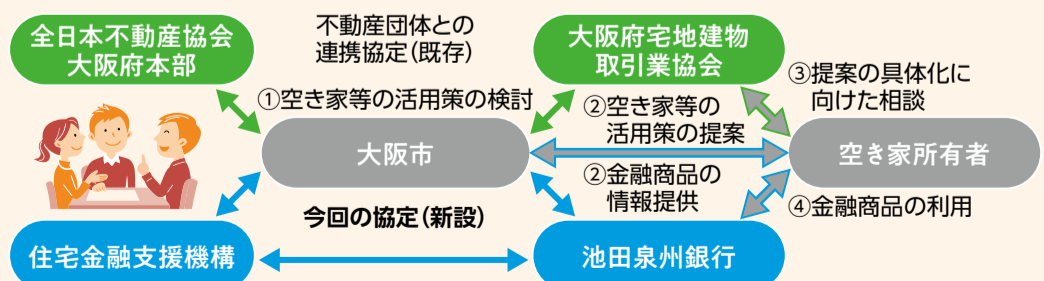 全日本不動産協会
大阪府本部
不動産団体との
連携協定(既存)
大阪府宅地建物
取引業協会
③提案の具体化に
向けた相談
①空き家等の活用策の検討
②空き家等の
活用策の提案
大阪市
空き家所有者
②金融商品の
情報提供
④金融商品の利用
今回の協定(新設)
住宅金融支援機構
池田泉州銀行